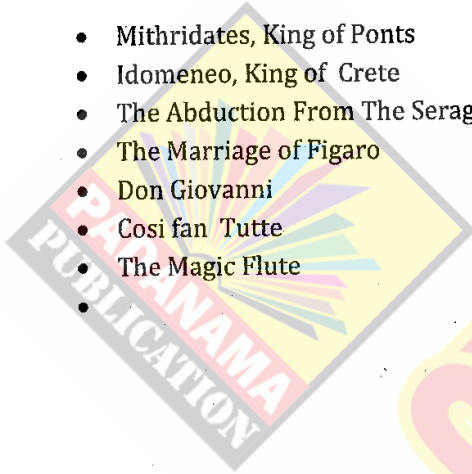 • Mithridates, King of Ponts
• Idomeneo, King of Crete
• The Abduction From The Serag
• The Marriage of Figaro
• Don Giovanni
• Cosi fan Tutte
• The Magic Flute
•
PARANAMA
PUBLICATION